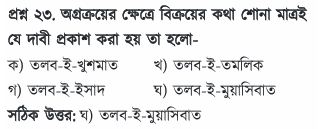 প্রশ্ন ২৩. অগ্রক্রয়ের ক্ষেত্রে বিক্রয়ের কথা শোনা মাত্রই
যে দাবী প্রকাশ করা হয় তা হলো-
ক) তলব-ই-খুশমাত খ) তলব-ই-তমলিক
গ) তলব-ই-ইসাদ ঘ) তলব-ই-মুয়াসিবাত
সঠিক উত্তর: ঘ) তলব-ই-মুয়াসিবাত